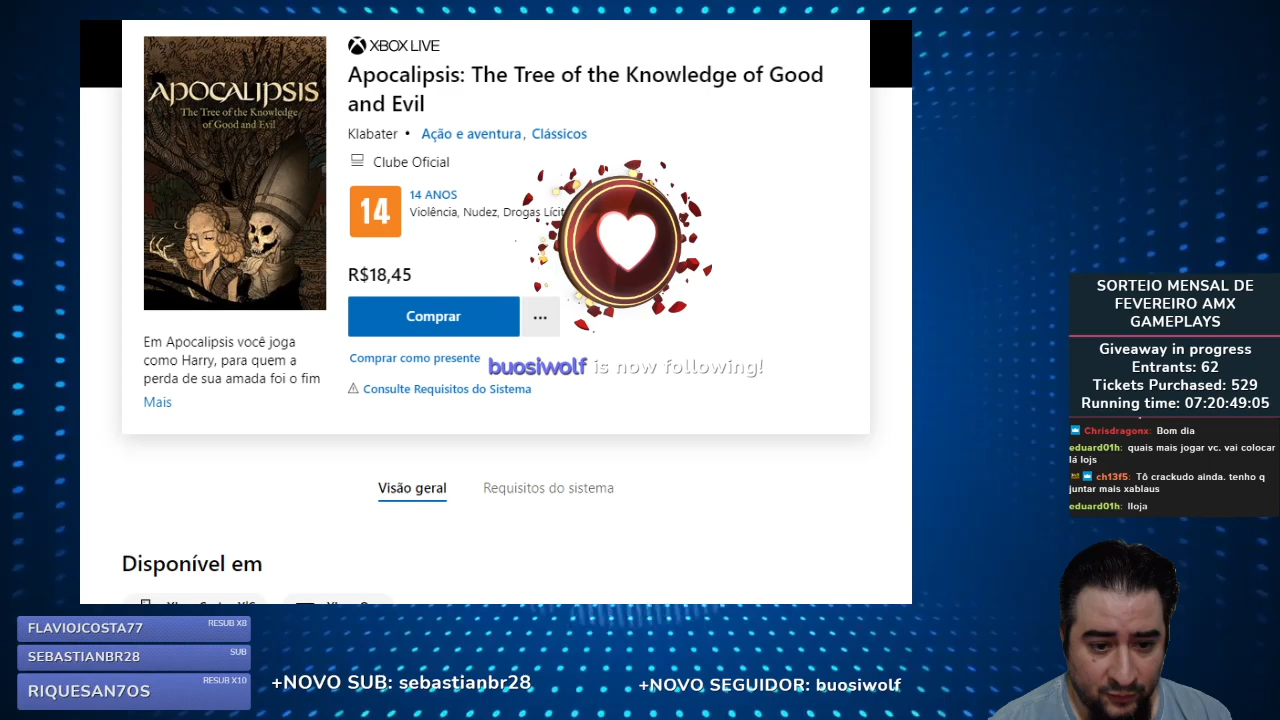 APOCALIPSIS
The Tree of the Knowledge
of Good and Evil
XBOX LIVE
Apocalipsis: The Tree of the Knowledge of Good
and Evil
Klabater • Ação e aventura, Clássicos
Clube Oficial
14
14 ANOS
Violência, Nudez, Drogas Lícit
R$18,45
Comprar
...
Comprar como presente
Consulte Requisitos do Sistema
Em Apocalipsis você joga
como Harry, para quem a
perda de sua amada foi o fim
Mais
buosiwolf is now following!
Visão geral
Requisitos do sistema
Disponível em
SORTEIO MENSAL DE
FEVEREIRO AMX
GAMEPLAYS
Giveaway in progress
Entrants: 62
Tickets Purchased: 529
Running time: 07:20:49:05
Chrisdragonx: Bom dia
eduard01h: quais mais jogar vc. vai colocar
lá lojs
ch13f5: Tô crackudo ainda. tenho q
juntar mais xablaus
eduard01h: lloja
FLAVIOJCOSTA77 RESUB X8
SEBASTIANBR28 SUB
RIQUESAN7OS RESUB X10
+NOVO SUB: sebastianbr28
+NOVO SEGUIDOR: buosiwolf